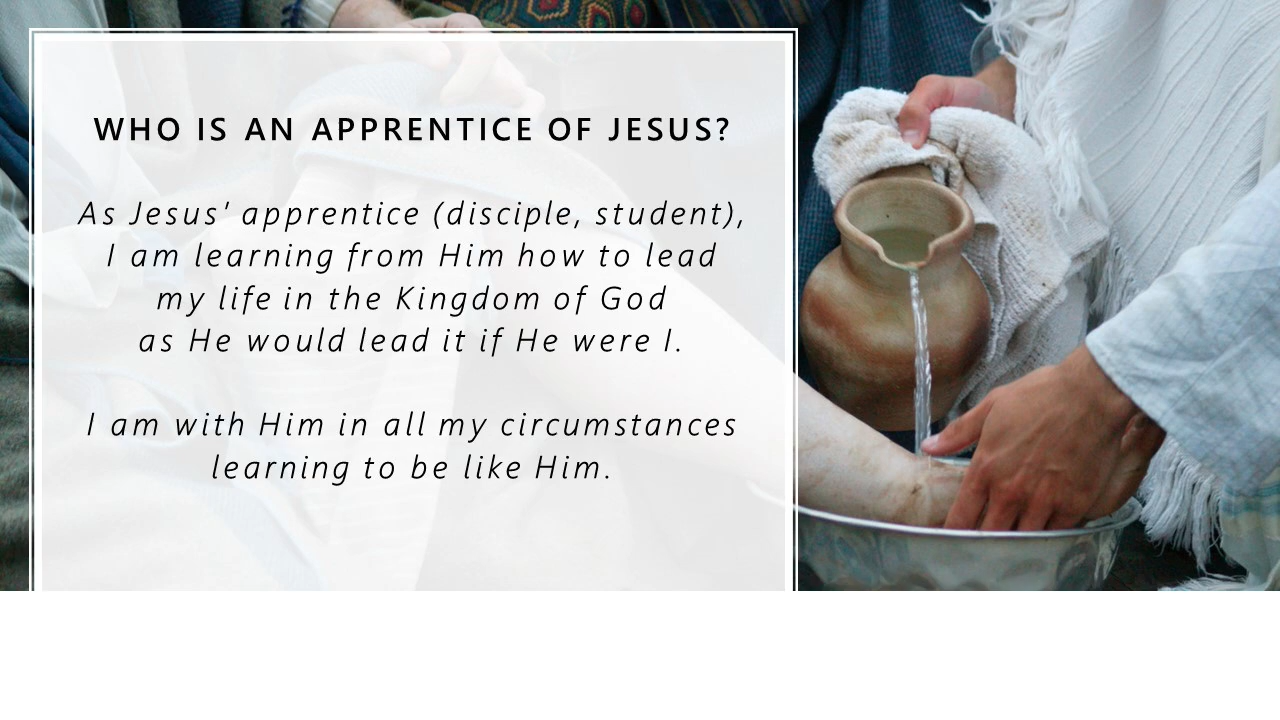 WHO IS AN APPRENTICE OF JESUS?
As Jesus' apprentice (disciple, student),
I am learning from Him how to lead
my life in the Kingdom of God
as He would lead it if He were I.
I am with Him in all my circumstances
learning to be like Him.